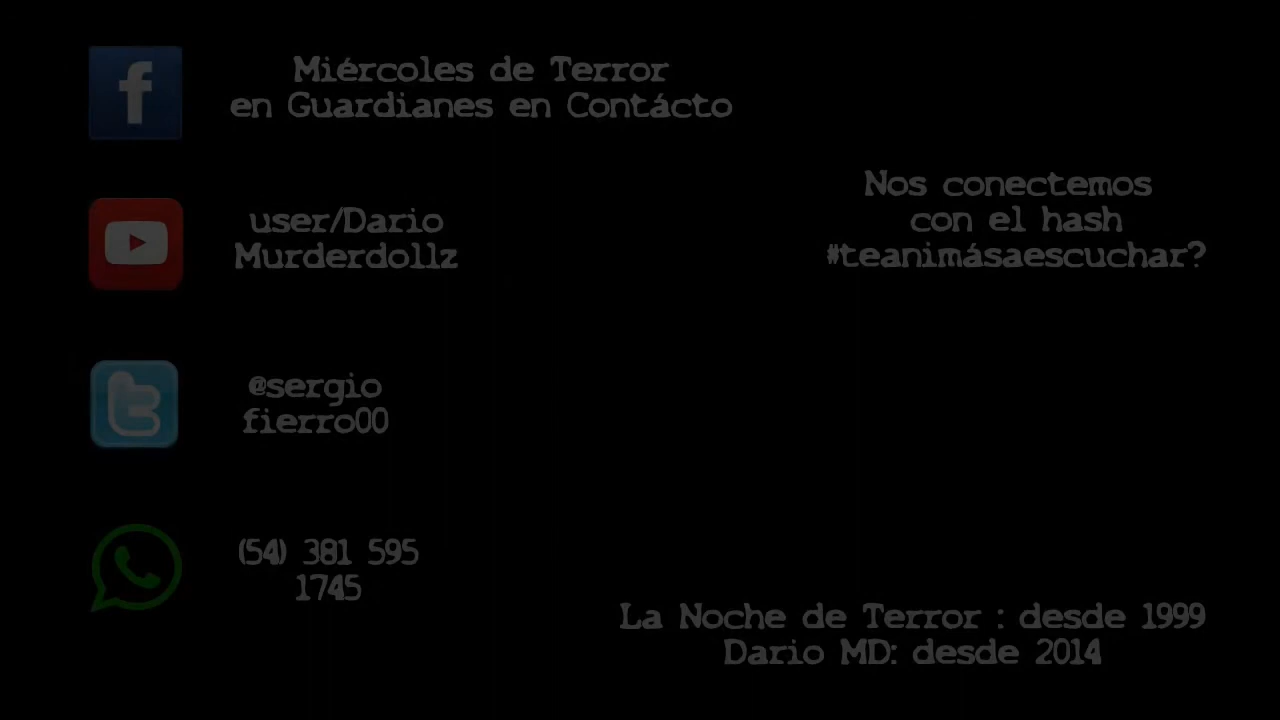 Miércoles de Terror
en Guardianes en Contácto
user/Dario
Murderdollz
Nos conectemos
con el hash
#teanimásaescuchar?
@sergio
fierro00
(54) 381 595
1745
La Noche de Terror : desde 1999
Dario MD: desde 2014